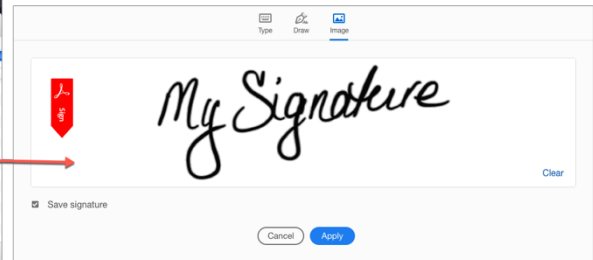 Type Draw Image
Sign
My Signature
Clear
Save signature
Cancel Apply